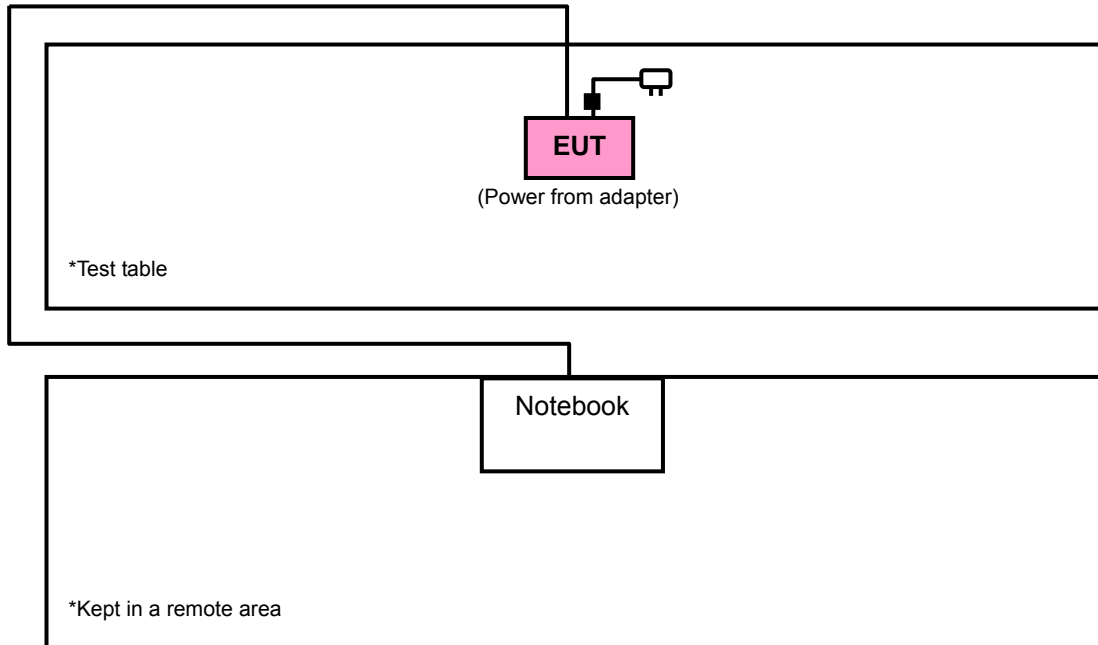 EUT
(Power from adapter)
*Test table
Notebook
*Kept in a remote area